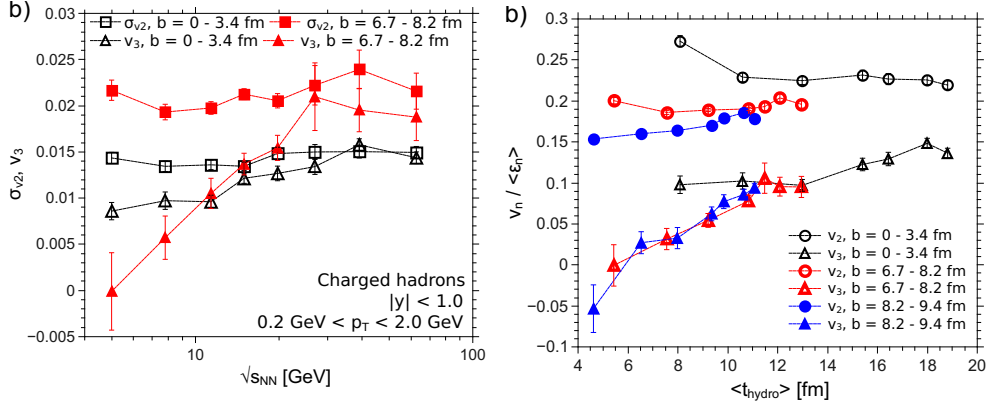 b)
0.03
0.025
0.02
0.015
0.01
0.005
0
−0.005
σv2, v3
σv2, b = 0 - 3.4 fm
v3, b = 0 - 3.4 fm
σv2, b = 6.7 - 8.2 fm
v3, b = 6.7 - 8.2 fm
Charged hadrons
|y| < 1.0
0.2 GeV < pT < 2.0 GeV
10
100
√sNN [GeV]
b)
0.3
0.25
0.2
0.15
0.1
0.05
0
−0.05
−0.1
vn / <εn>
v2, b = 0 - 3.4 fm
v3, b = 0 - 3.4 fm
v2, b = 6.7 - 8.2 fm
v3, b = 6.7 - 8.2 fm
v2, b = 8.2 - 9.4 fm
v3, b = 8.2 - 9.4 fm
4 6 8 10 12 14 16 18 20
<thydro> [fm]